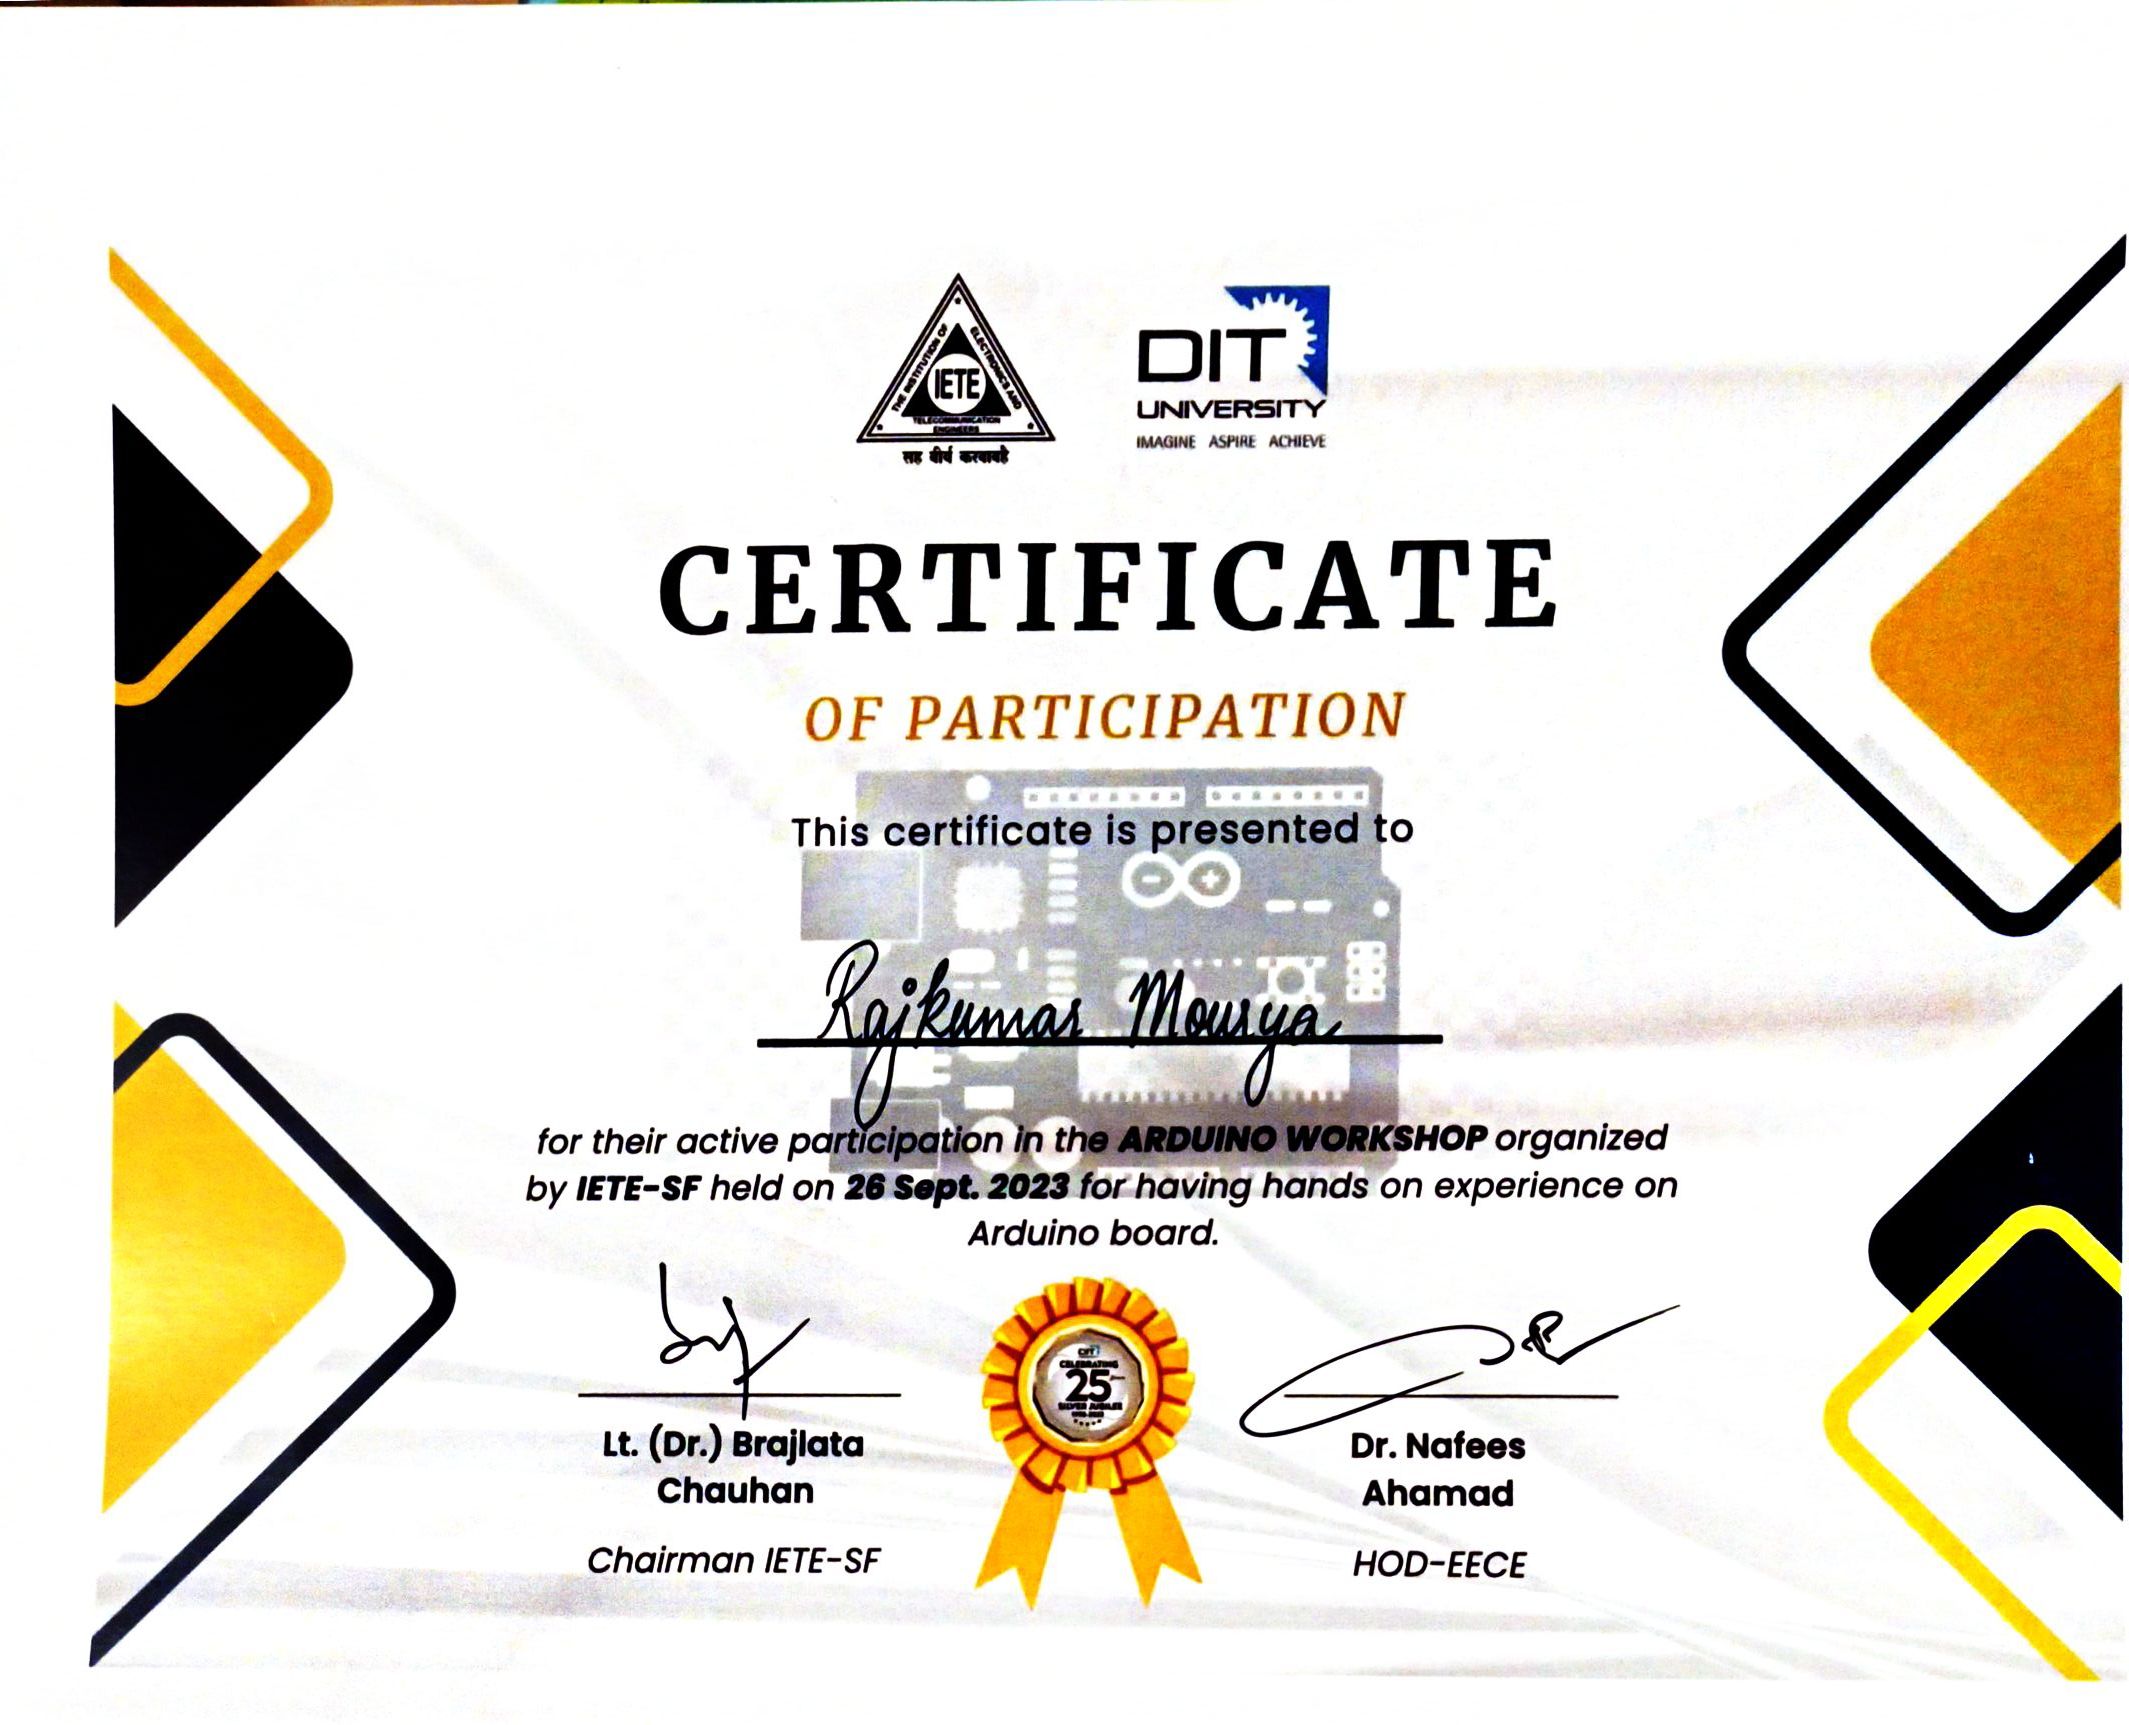 THE INSTITUTION OF ELECTRONICS AND TELECOMMUNICATION ENGINEERS
IETE
सह वीर्यं करवावहै
DIT
UNIVERSITY
IMAGINE ASPIRE ACHIEVE
CERTIFICATE
OF PARTICIPATION
This certificate is presented to
Rajkumar Mourya
for their active participation in the ARDUINO WORKSHOP organized
by IETE-SF held on 26 Sept. 2023 for having hands on experience on
Arduino board.
DIT
CELEBRATING
25
SILVER JUBILEE
Lt. (Dr.) Brajlata
Chauhan
Chairman IETE-SF
Dr. Nafees
Ahamad
HOD-EECE